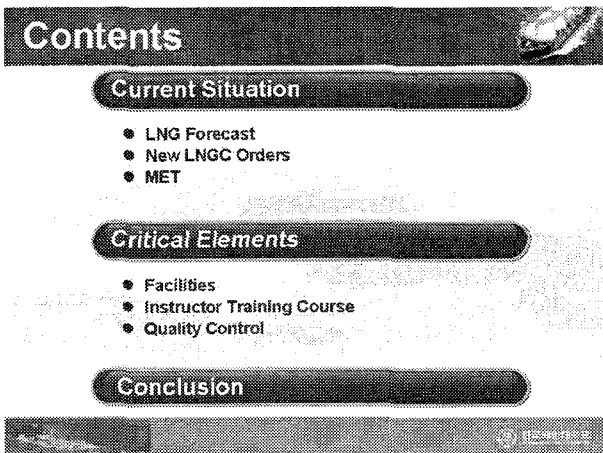 Contents
Current Situation
LNG Forecast
New LNGC Orders
MET
Critical Elements
Facilities
Instructor Training Course
Quality Control
Conclusion